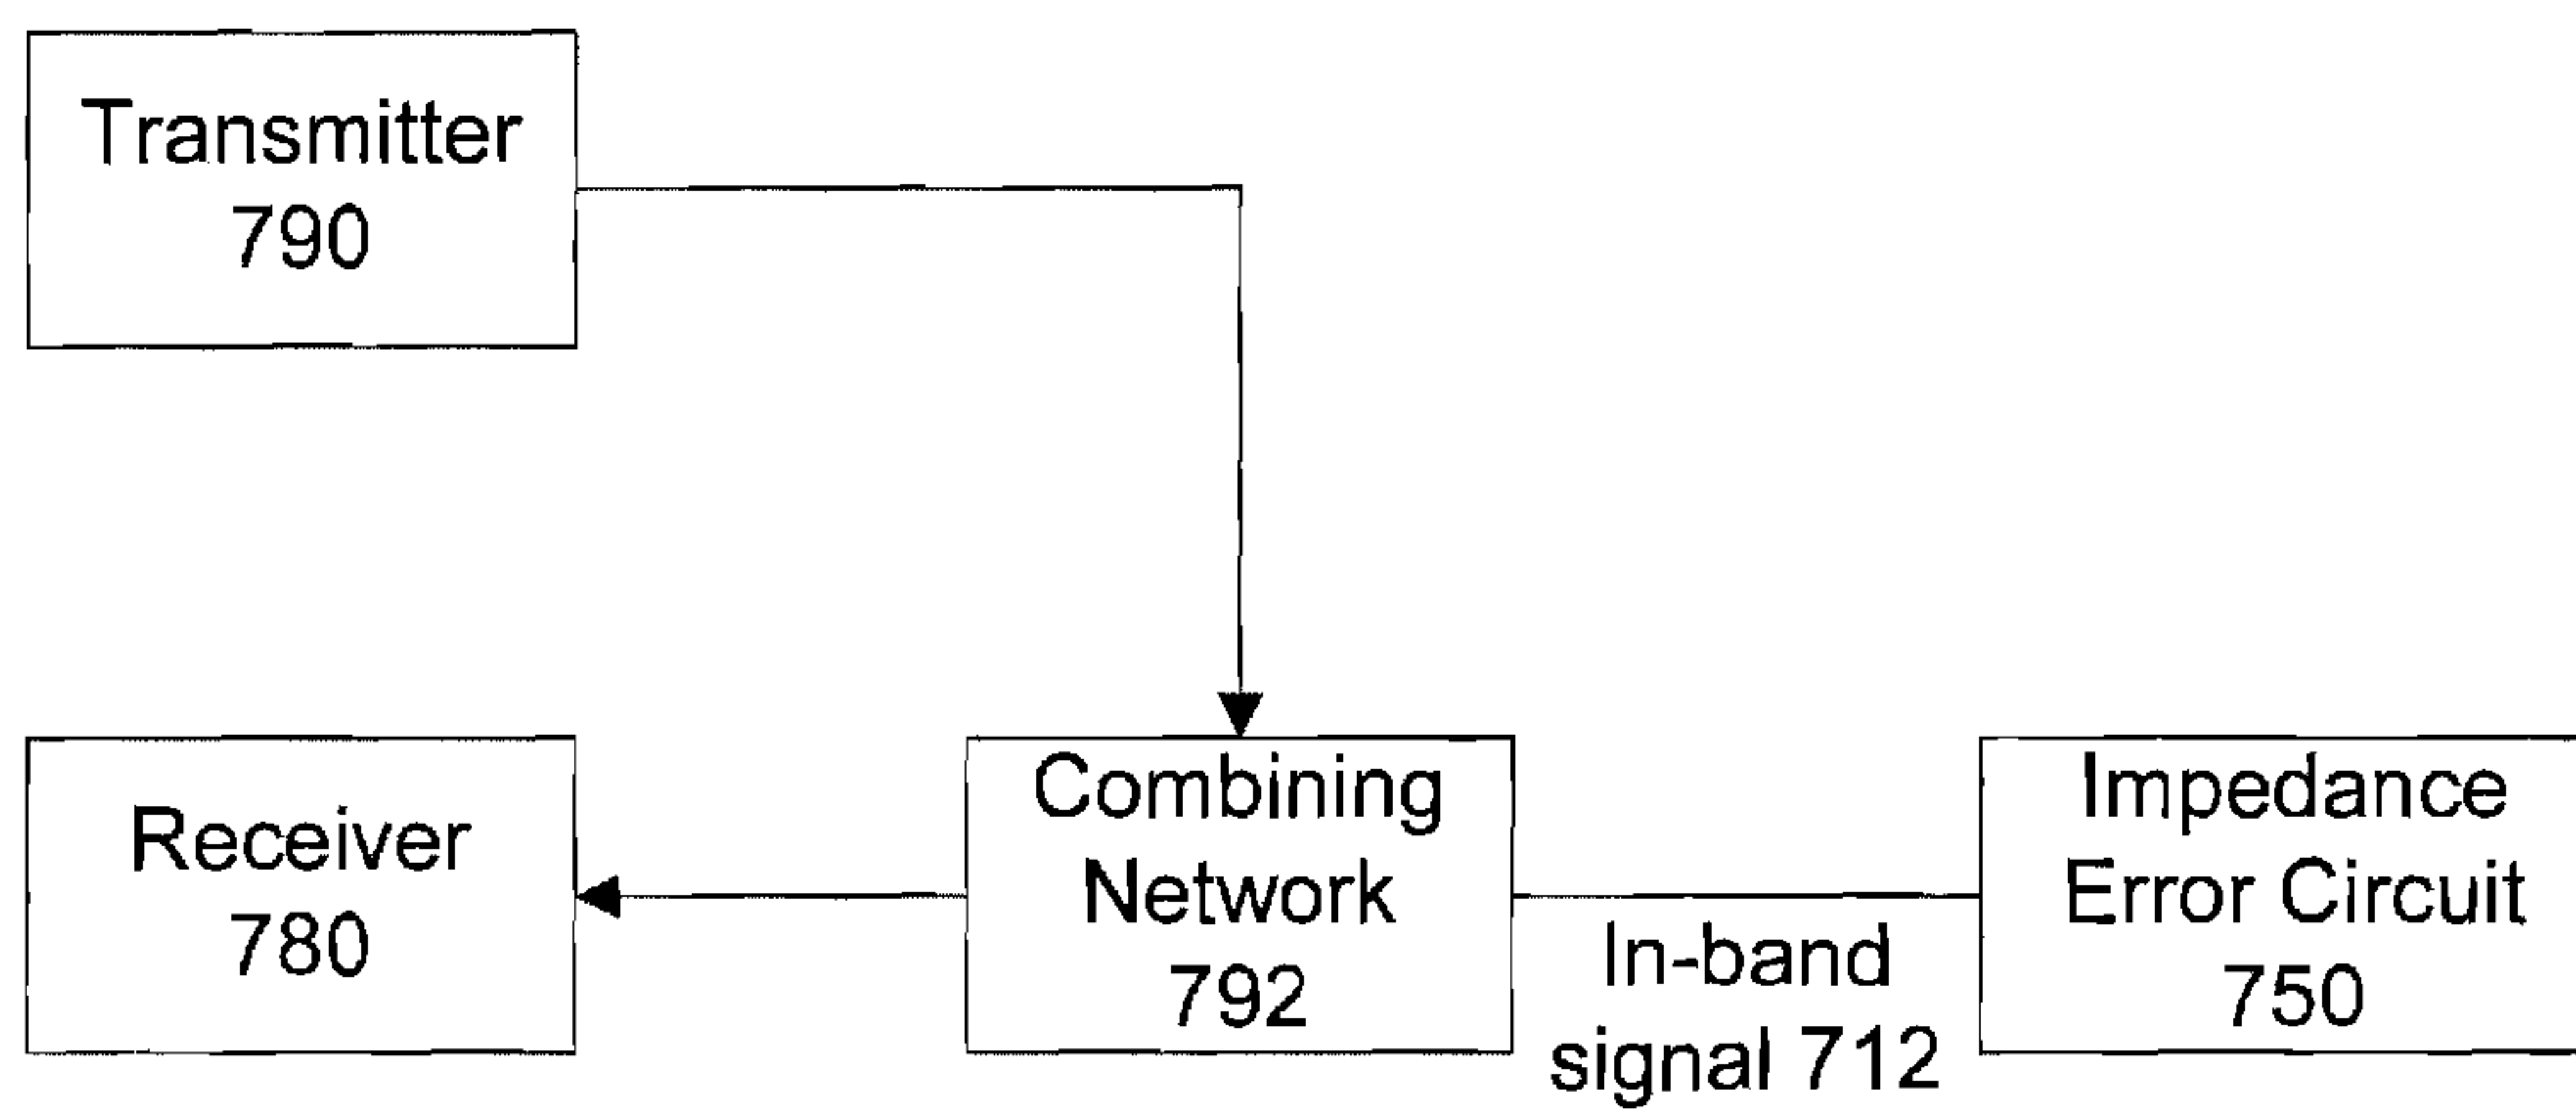 Transmitter
790
Receiver
780
Combining
Network
792
In-band
signal 712
Impedance
Error Circuit
750